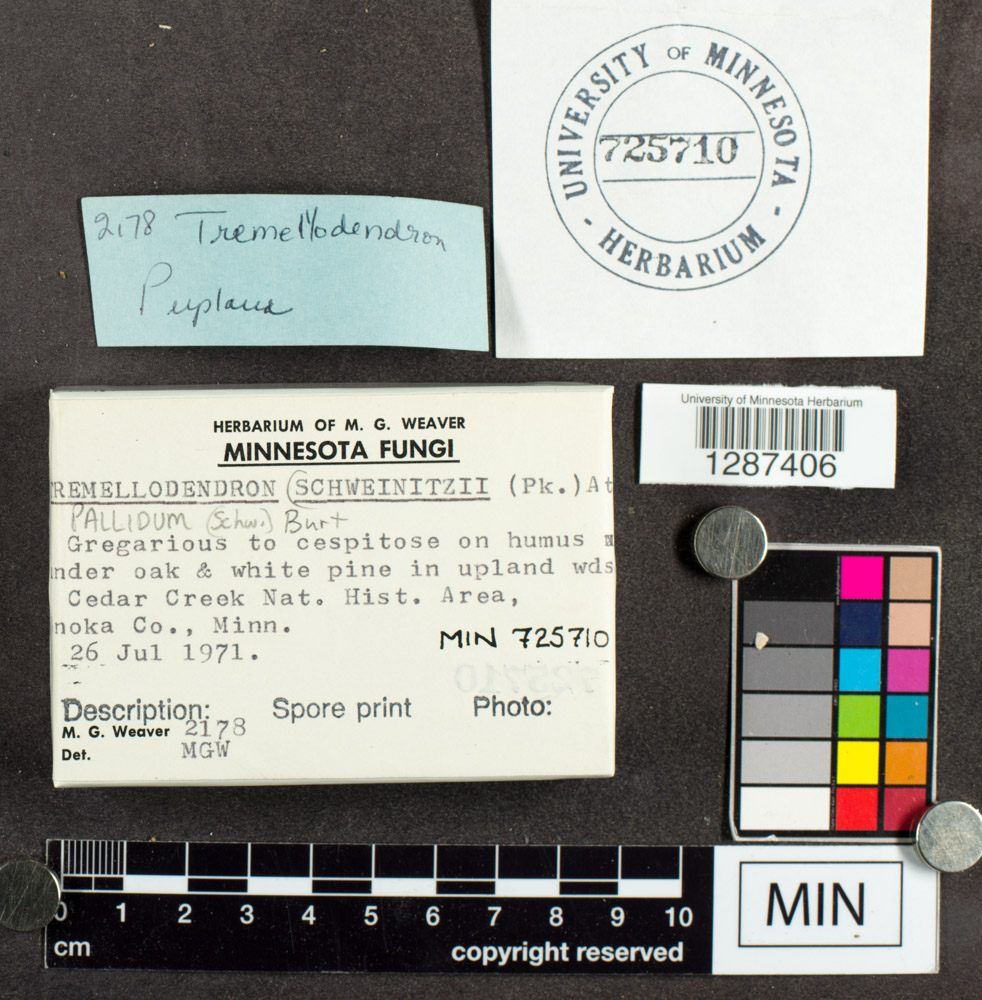 UNIVERSITY OF MINNESOTA
725710
- HERBARIUM -
2178 Tremellodendron
HERBARIUM OF M. G. WEAVER
MINNESOTA FUNGI
REMELLODENDRON (SCHWEINITZII (Pk.) At
PALLIDUM (Schw.) Burt
Gregarious to cespitose on humus
nder oak & white pine in upland wds
Cedar Creek Nat. Hist. Area,
noka Co., Minn.
26 Jul 1971.
MIN 725710
Description: Spore print Photo:
M. G. Weaver 2178
Det. MGW
University of Minnesota Herbarium
1287406
0 1 2 3 4 5 6 7 8 9 10
cm copyright reserved
MIN